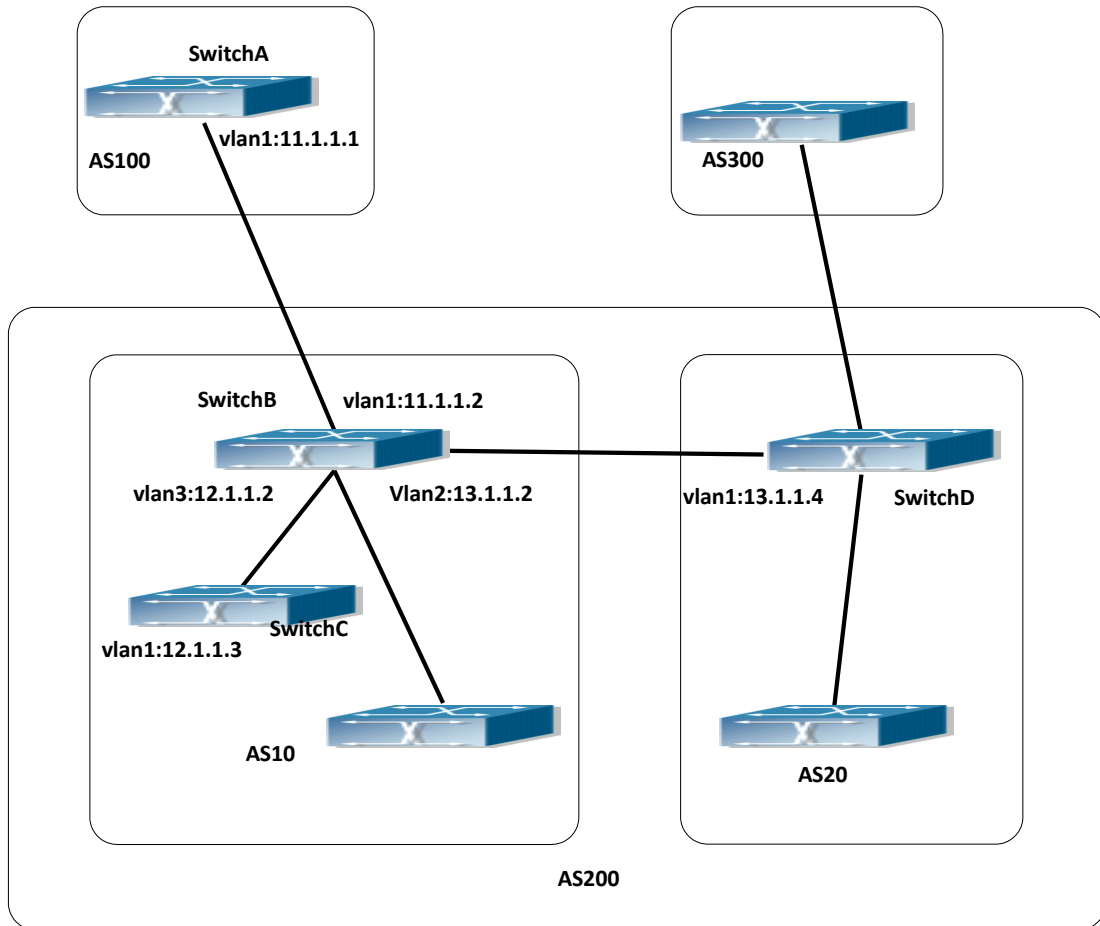 SwitchA
vlan1:11.1.1.1
AS100
AS300
SwitchB
vlan1:11.1.1.2
vlan3:12.1.1.2
Vlan2:13.1.1.2
vlan1:13.1.1.4
SwitchD
SwitchC
vlan1:12.1.1.3
AS10
AS20
AS200